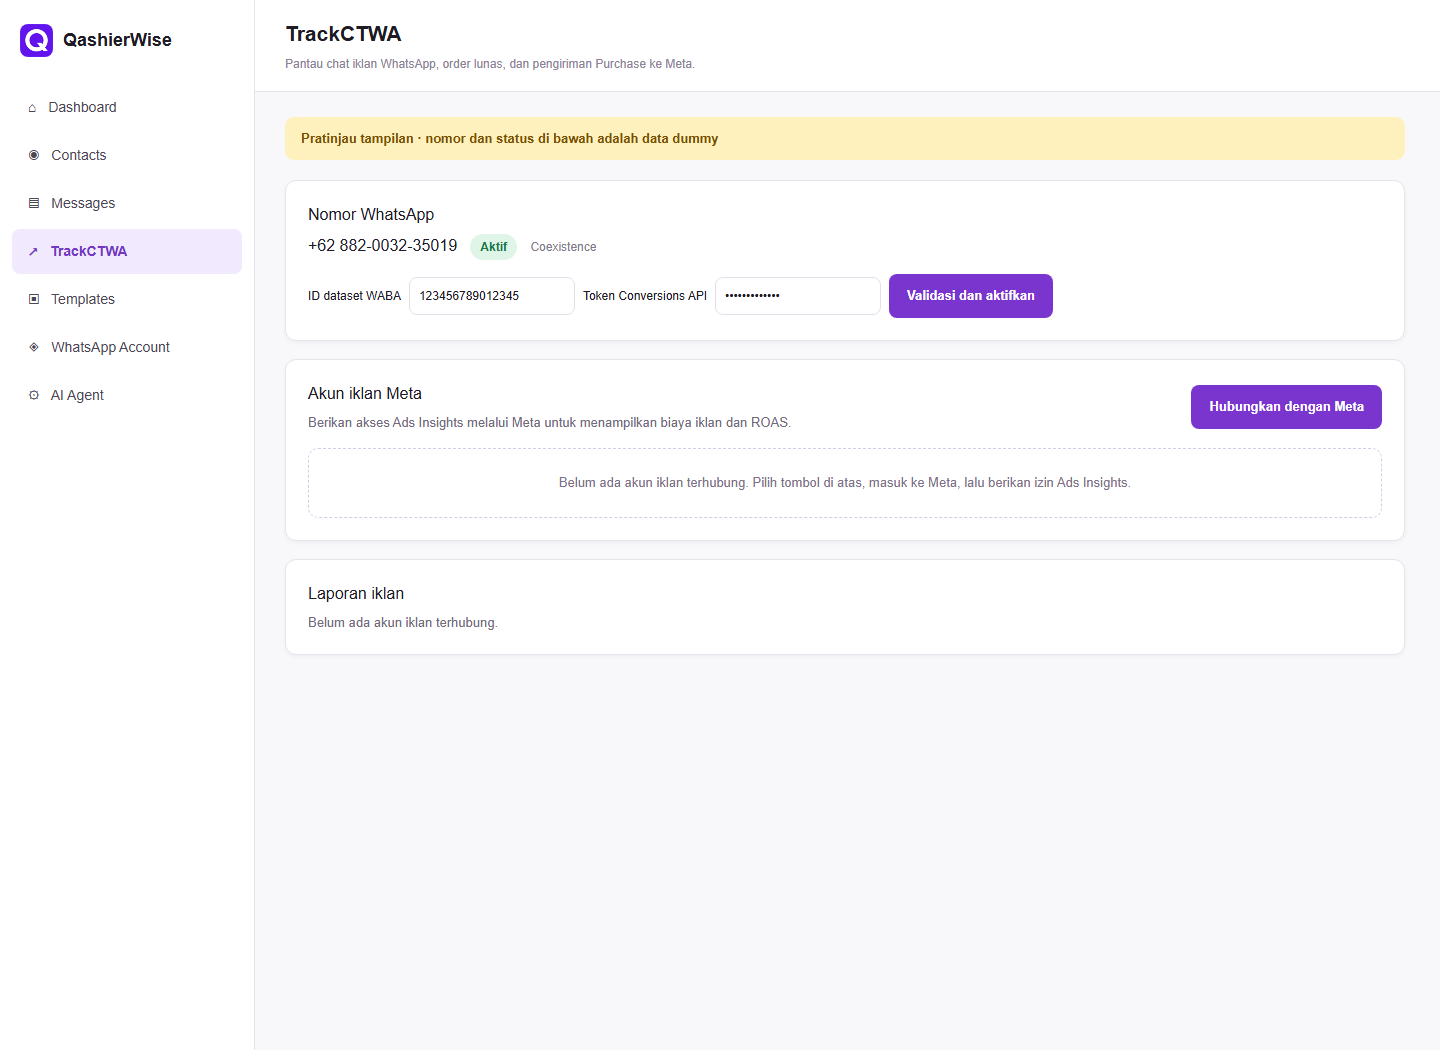 QashierWise
Dashboard
Contacts
Messages
TrackCTWA
Templates
WhatsApp Account
AI Agent
TrackCTWA
Pantau chat iklan WhatsApp, order lunas, dan pengiriman Purchase ke Meta.
Pratinjau tampilan · nomor dan status di bawah adalah data dummy
Nomor WhatsApp
+62 882-0032-35019 Aktif Coexistence
ID dataset WABA 123456789012345 Token Conversions API ••••••••••••• Validasi dan aktifkan
Akun iklan Meta
Berikan akses Ads Insights melalui Meta untuk menampilkan biaya iklan dan ROAS.
Hubungkan dengan Meta
Belum ada akun iklan terhubung. Pilih tombol di atas, masuk ke Meta, lalu berikan izin Ads Insights.
Laporan iklan
Belum ada akun iklan terhubung.